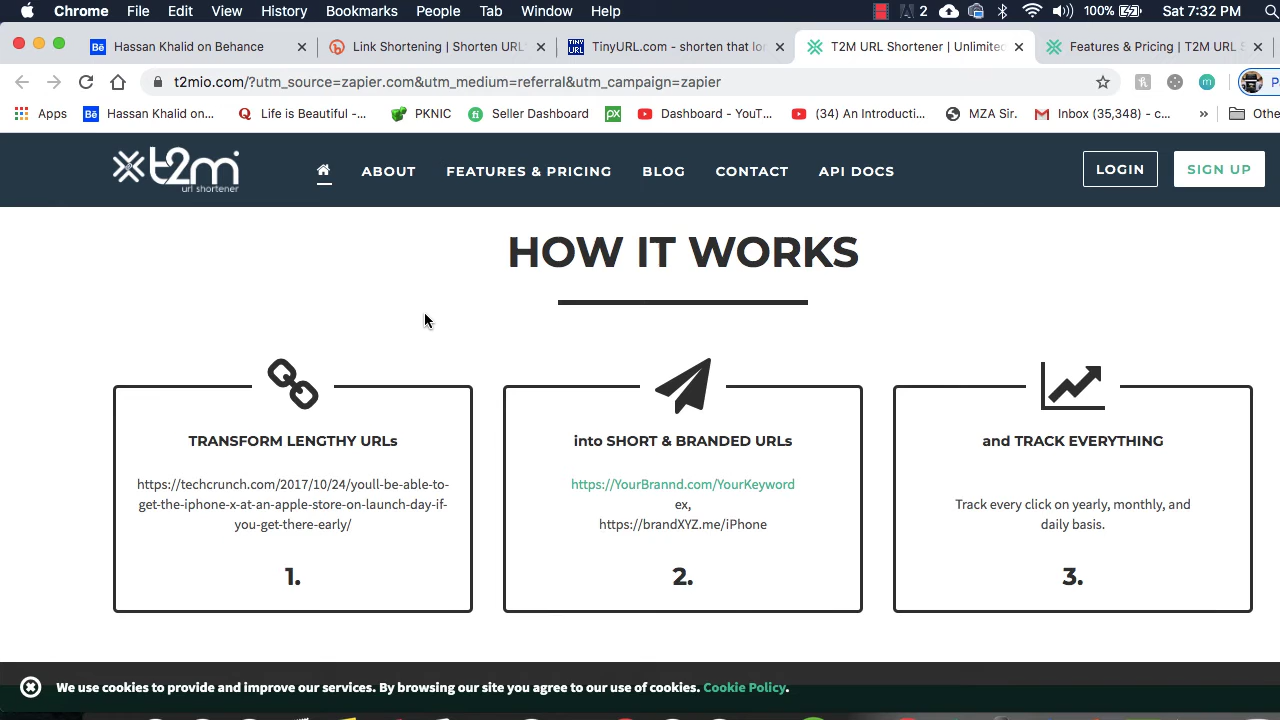 Chrome File Edit View History Bookmarks People Tab Window Help 2 100% Sat 7:32 PM
Hassan Khalid on Behance Link Shortening | Shorten URL TinyURL.com - shorten that lo T2M URL Shortener | Unlimited Features & Pricing | T2M URL S
t2mio.com/?utm_source=zapier.com&utm_medium=referral&utm_campaign=zapier
Apps Hassan Khalid on... Life is Beautiful -... PKNIC Seller Dashboard Dashboard - YouT... (34) An Introducti... MZA Sir. Inbox (35,348) - c... » Othe
t2mi url shortener
ABOUT FEATURES & PRICING BLOG CONTACT API DOCS LOGIN SIGN UP
HOW IT WORKS
TRANSFORM LENGTHY URLs
https://techcrunch.com/2017/10/24/youll-be-able-to-
get-the-iphone-x-at-an-apple-store-on-launch-day-if-
you-get-there-early/
1.
into SHORT & BRANDED URLs
https://YourBrannd.com/YourKeyword
ex,
https://brandXYZ.me/iPhone
2.
and TRACK EVERYTHING
Track every click on yearly, monthly, and
daily basis.
3.
We use cookies to provide and improve our services. By browsing our site you agree to our use of cookies. Cookie Policy.